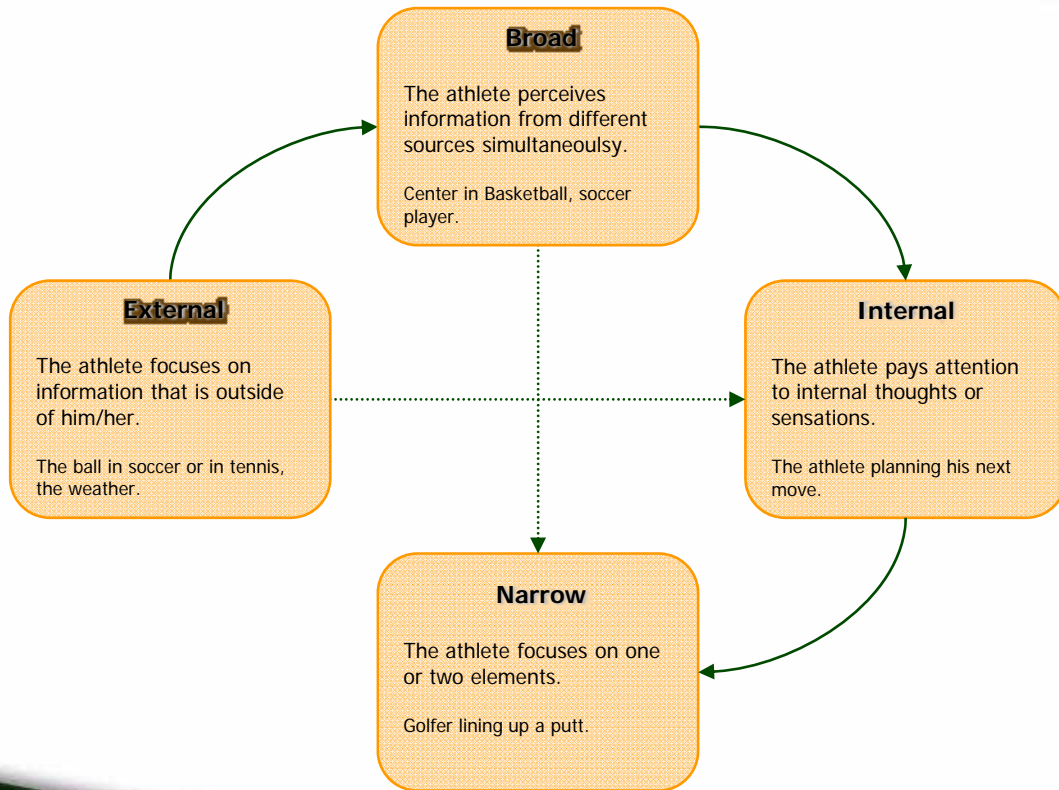 Broad
The athlete perceives
information from different
sources simultaneoulsy.
Center in Basketball, soccer
player.
External
The athlete focuses on
information that is outside
of him/her.
The ball in soccer or in tennis,
the weather.
Internal
The athlete pays attention
to internal thoughts or
sensations.
The athlete planning his next
move.
Narrow
The athlete focuses on one
or two elements.
Golfer lining up a putt.